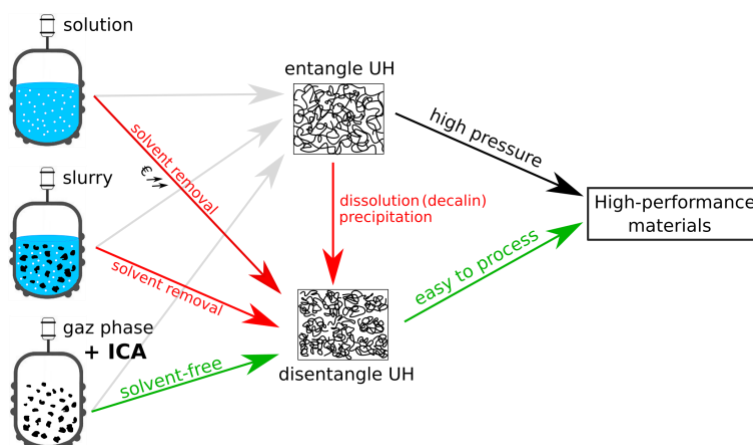 solution
entangle UH
solvent removal
€
high pressure
slurry
dissolution (decalin)
precipitation
High-performance
materials
solvent removal
easy to process
gaz phase
+ ICA
solvent-free
disentangle UH